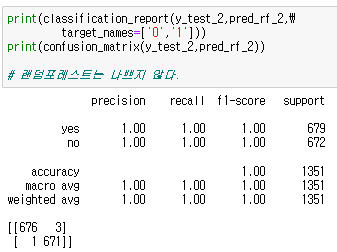 print(classification_report(y_test_2,pred_rf_2,₩
target_names=['0','1']))
print(confusion_matrix(y_test_2,pred_rf_2))
# 랜덤포레스트는 나쁘지 않다.
precision recall f1-score support
yes 1.00 1.00 1.00 679
no 1.00 1.00 1.00 672
accuracy 1.00 1351
macro avg 1.00 1.00 1.00 1351
weighted avg 1.00 1.00 1.00 1351
[[676 3]
[ 1 671]]